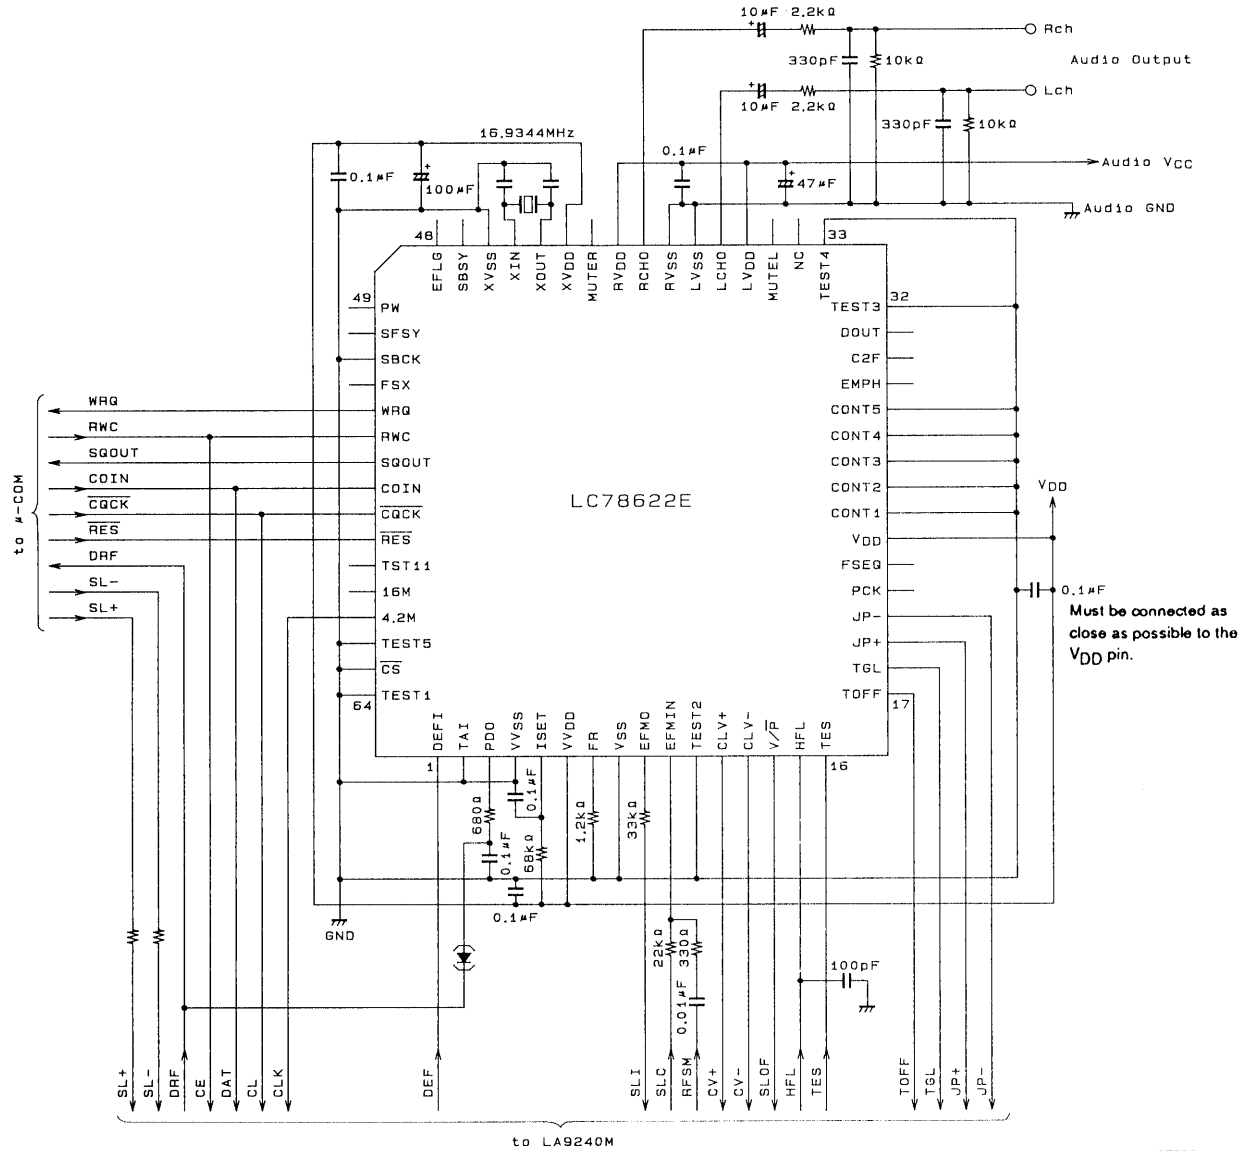 10μF 2.2kΩ
Rch
330pF
10kΩ
Audio Output
Lch
10μF 2.2kΩ
330pF
10kΩ
16.9344MHz
0.1μF
Audio VCC
0.1μF
100μF
47μF
Audio GND
48
33
EFLG
SBSY
XVSS
XIN
XOUT
XVDD
MUTER
RVDD
RCHO
RVSS
LVSS
LCHO
LVDD
MUTEL
NC
TEST4
49
PW
SFSY
SBCK
FSX
WRQ
RWC
SQOUT
COIN
CQCK
RES
TST11
16M
4.2M
TEST5
CS
TEST1
64
LC78622E
32
TEST3
DOUT
C2F
EMPH
CONT5
CONT4
CONT3
CONT2
CONT1
VDD
FSEQ
PCK
JP-
JP+
TGL
TOFF
17
to μ-COM
WRQ
RWC
SQOUT
COIN
CQCK
RES
DRF
SL-
SL+
VDD
0.1μF
Must be connected as
close as possible to the
VDD pin.
DEFI
TAI
PDO
VVSS
ISET
VVDD
FR
VSS
EFMO
EFMIN
TEST2
CLV+
CLV-
V/P
HFL
TES
1
16
680Ω
0.1μF
0.1μF
68kΩ
1.2kΩ
33kΩ
0.1μF
GND
22kΩ
330Ω
0.01μF
100pF
SL+
SL-
DRF
CE
DAT
CL
CLK
DEF
SLI
SLC
RFSM
CV+
CV-
SLOF
HFL
TES
TOFF
TGL
JP+
JP-
to LA9240M